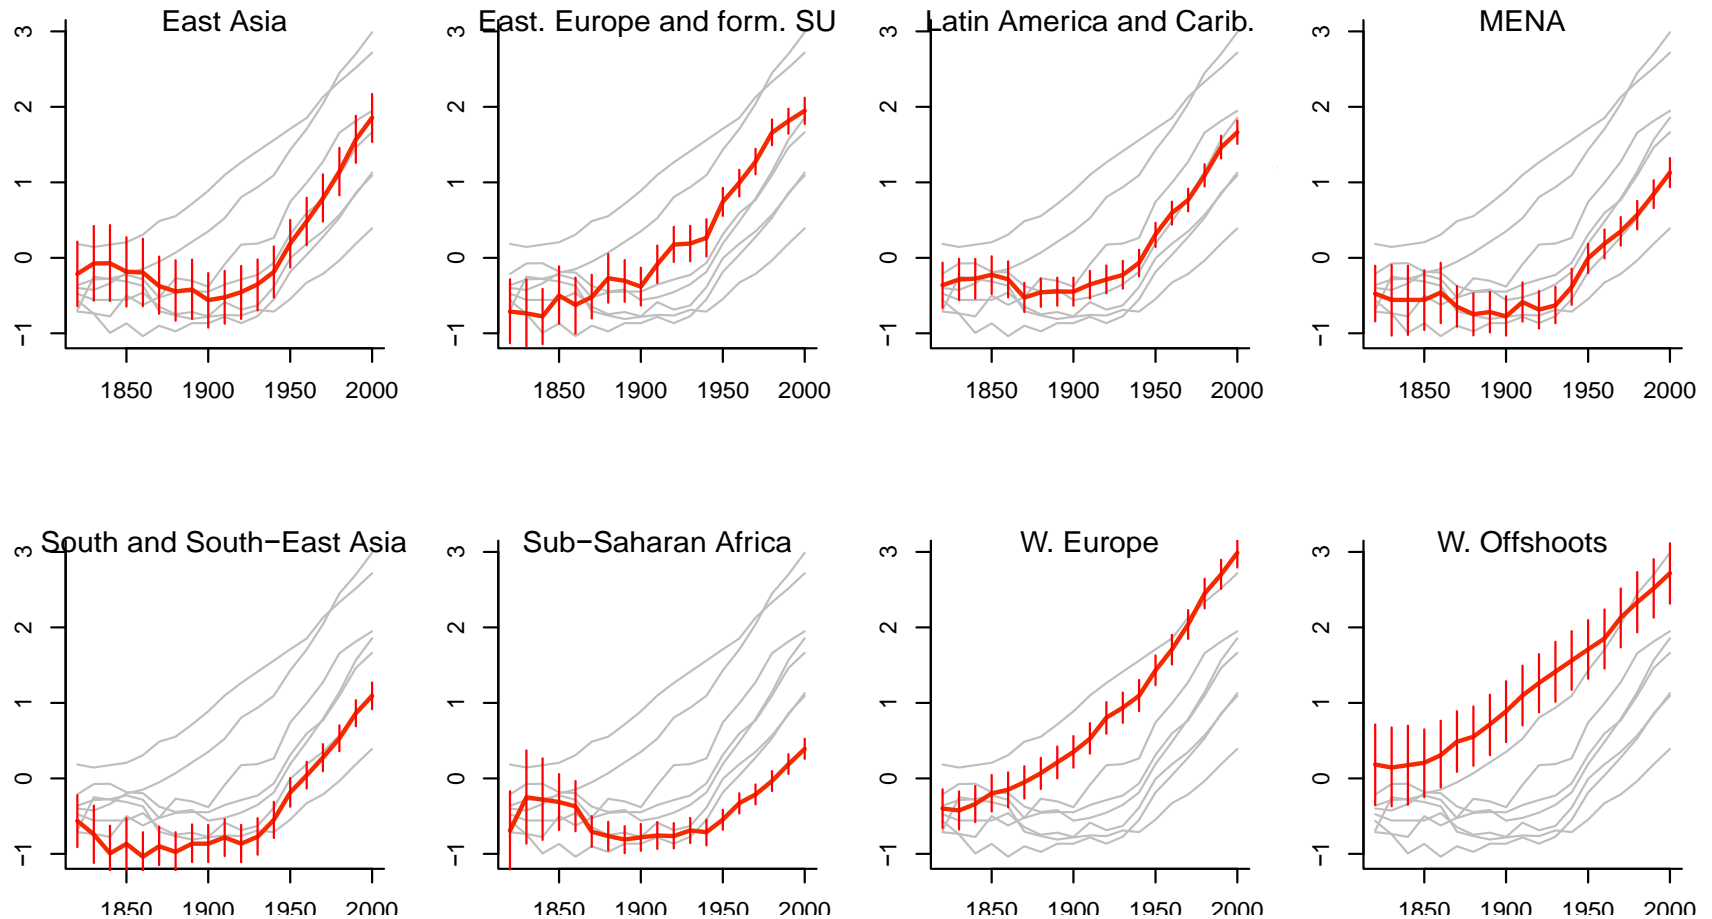 East Asia
East. Europe and form. SU
Latin America and Carib.
MENA
3
2
1
0
−1
1850 1900 1950 2000
3
2
1
0
−1
1850 1900 1950 2000
3
2
1
0
−1
1850 1900 1950 2000
3
2
1
0
−1
1850 1900 1950 2000
South and South−East Asia
Sub−Saharan Africa
W. Europe
W. Offshoots
3
2
1
0
−1
1850 1900 1950 2000
3
2
1
0
−1
1850 1900 1950 2000
3
2
1
0
−1
1850 1900 1950 2000
3
2
1
0
−1
1850 1900 1950 2000